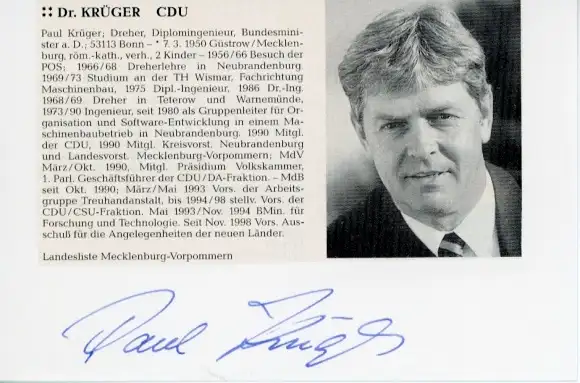 :: Dr. KRÜGER CDU
Paul Krüger; Dreher, Diplomingenieur, Bundesmini-
ster a. D.; 53113 Bonn – * 7. 3. 1950 Güstrow/Mecklen-
burg, röm.-kath., verh., 2 Kinder – 1956/66 Besuch der
POS; 1966/68 Dreherlehre in Neubrandenburg.
1969/73 Studium an der TH Wismar, Fachrichtung
Maschinenbau, 1975 Dipl.-Ingenieur, 1986 Dr.-Ing.
1968/69 Dreher in Teterow und Warnemünde,
1973/90 Ingenieur, seit 1980 als Gruppenleiter für Or-
ganisation und Software-Entwicklung in einem Ma-
schinenbaubetrieb in Neubrandenburg. 1990 Mitgl.
der CDU, 1990 Mitgl. Kreisvorst. Neubrandenburg
und Landesvorst. Mecklenburg-Vorpommern; MdV
März/Okt. 1990, Mitgl. Präsidium Volkskammer,
1. Parl. Geschäftsführer der CDU/DA-Fraktion. – MdB
seit Okt. 1990; März/Mai 1993 Vors. der Arbeits-
gruppe Treuhandanstalt, bis 1994/98 stellv. Vors. der
CDU/CSU-Fraktion. Mai 1993/Nov. 1994 BMin. für
Forschung und Technologie. Seit Nov. 1998 Vors. Aus-
schuß für die Angelegenheiten der neuen Länder.
Landesliste Mecklenburg-Vorpommern
Paul Krüger